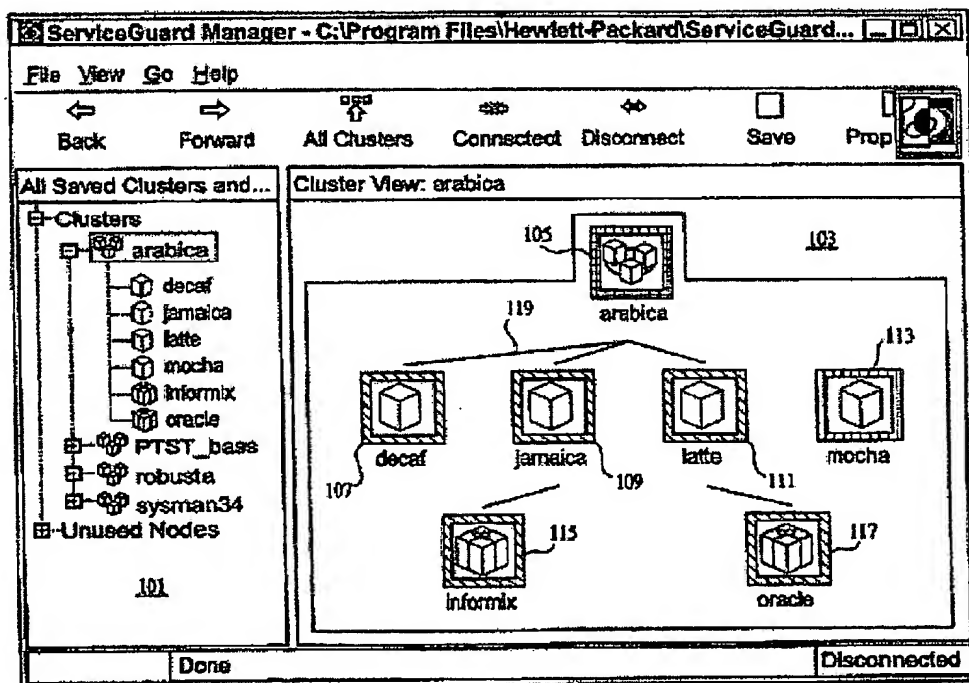 ServiceGuard Manager - C:\Program Files\Hewlett-Packard\ServiceGuard...
File View Go Help
Back Forward All Clusters Connectect Disconnect Save Prop
All Saved Clusters and...
Clusters
arabica
decaf
jamaica
latte
mocha
informix
oracle
PTST_base
robusta
sysman34
Unused Nodes
101
Cluster View: arabica
105
103
arabica
119
113
decaf
jamaica
latte
mocha
107
109
111
115
117
informix
oracle
Done
Disconnected